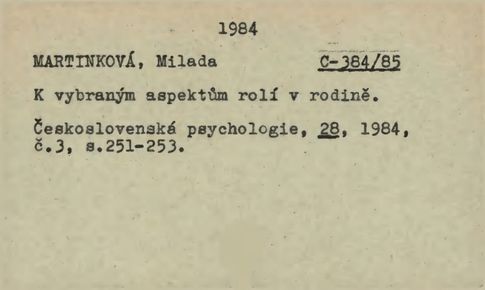 1984
MARTINKOVÁ, Milada C-384/85
K vybraným aspektům rolí v rodině.
Československá psychologie, 28, 1984,
č.3, s.251-253.